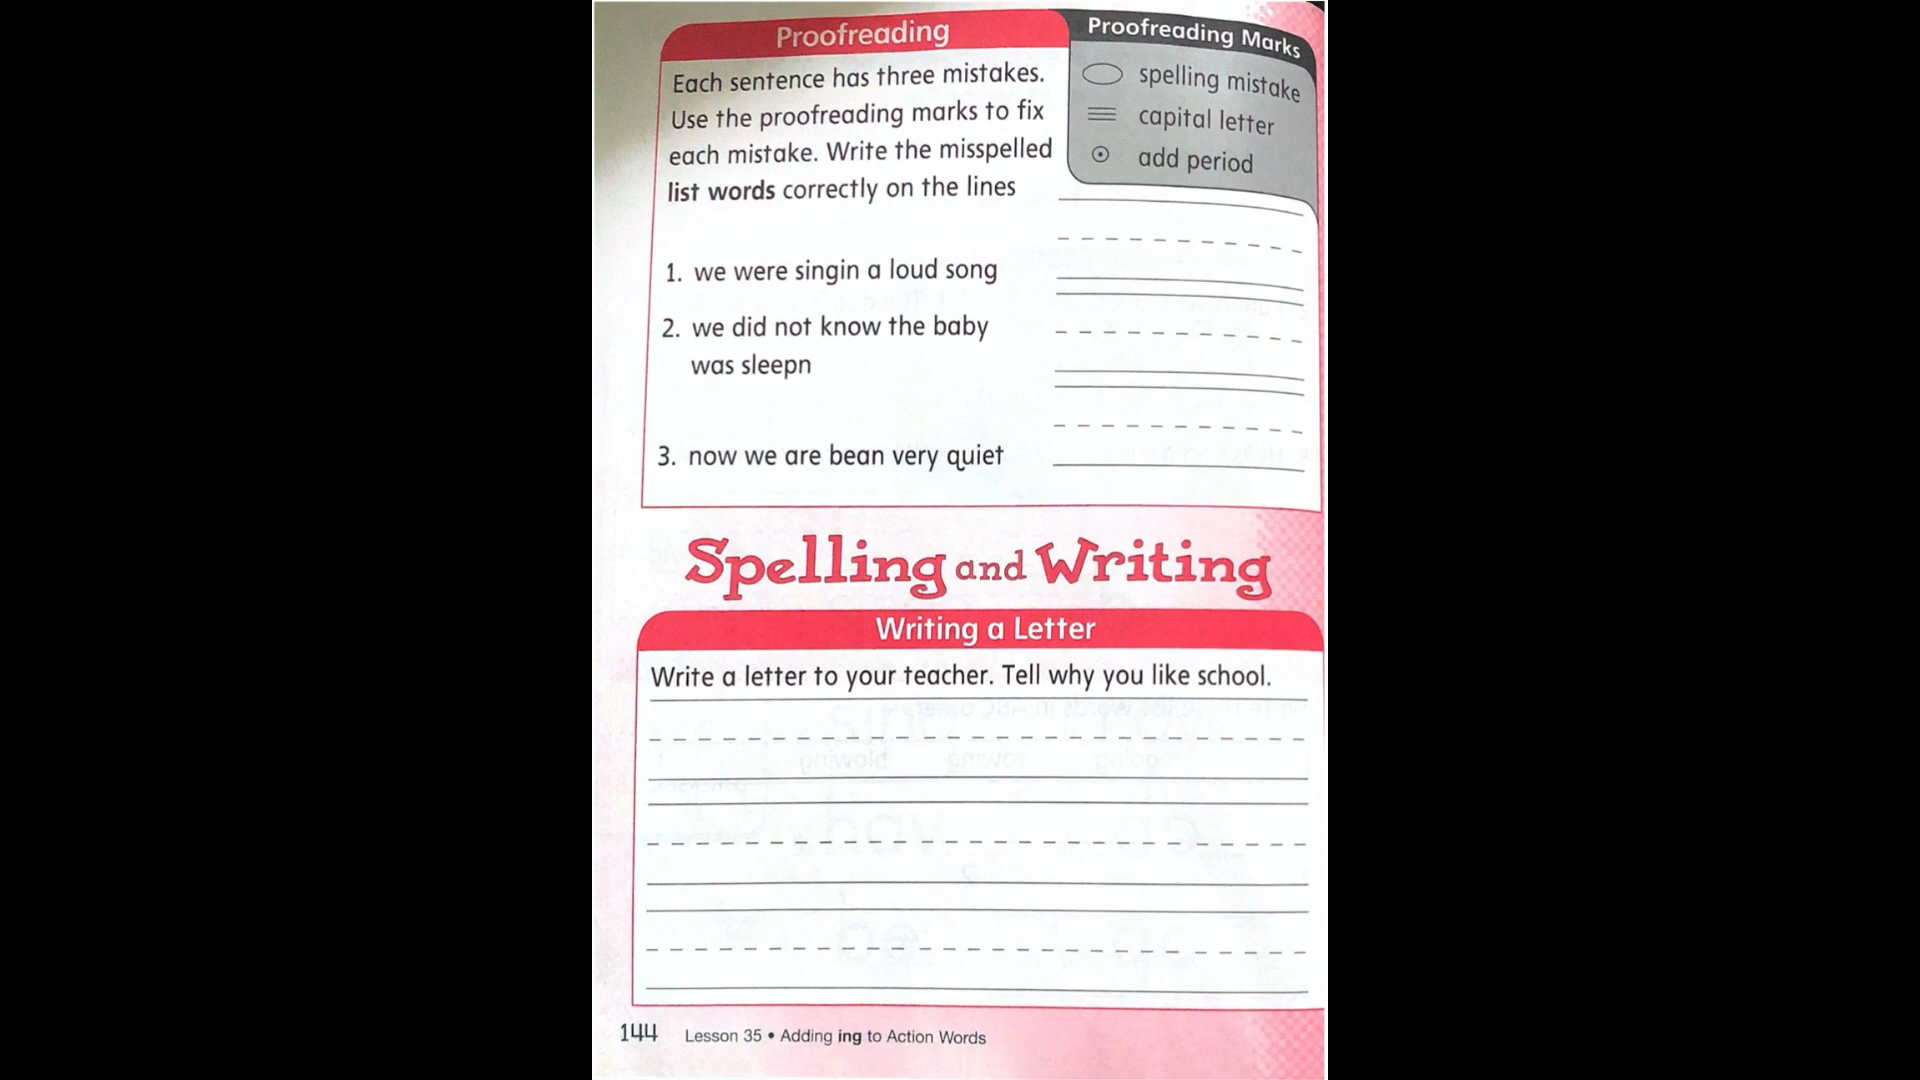 Proofreading
Proofreading Marks
Each sentence has three mistakes.
Use the proofreading marks to fix
each mistake. Write the misspelled
list words correctly on the lines
spelling mistake
capital letter
add period
1. we were singin a loud song
2. we did not know the baby
was sleepn
3. now we are bean very quiet
Spelling and Writing
Writing a Letter
Write a letter to your teacher. Tell why you like school.
144 Lesson 35 • Adding ing to Action Words